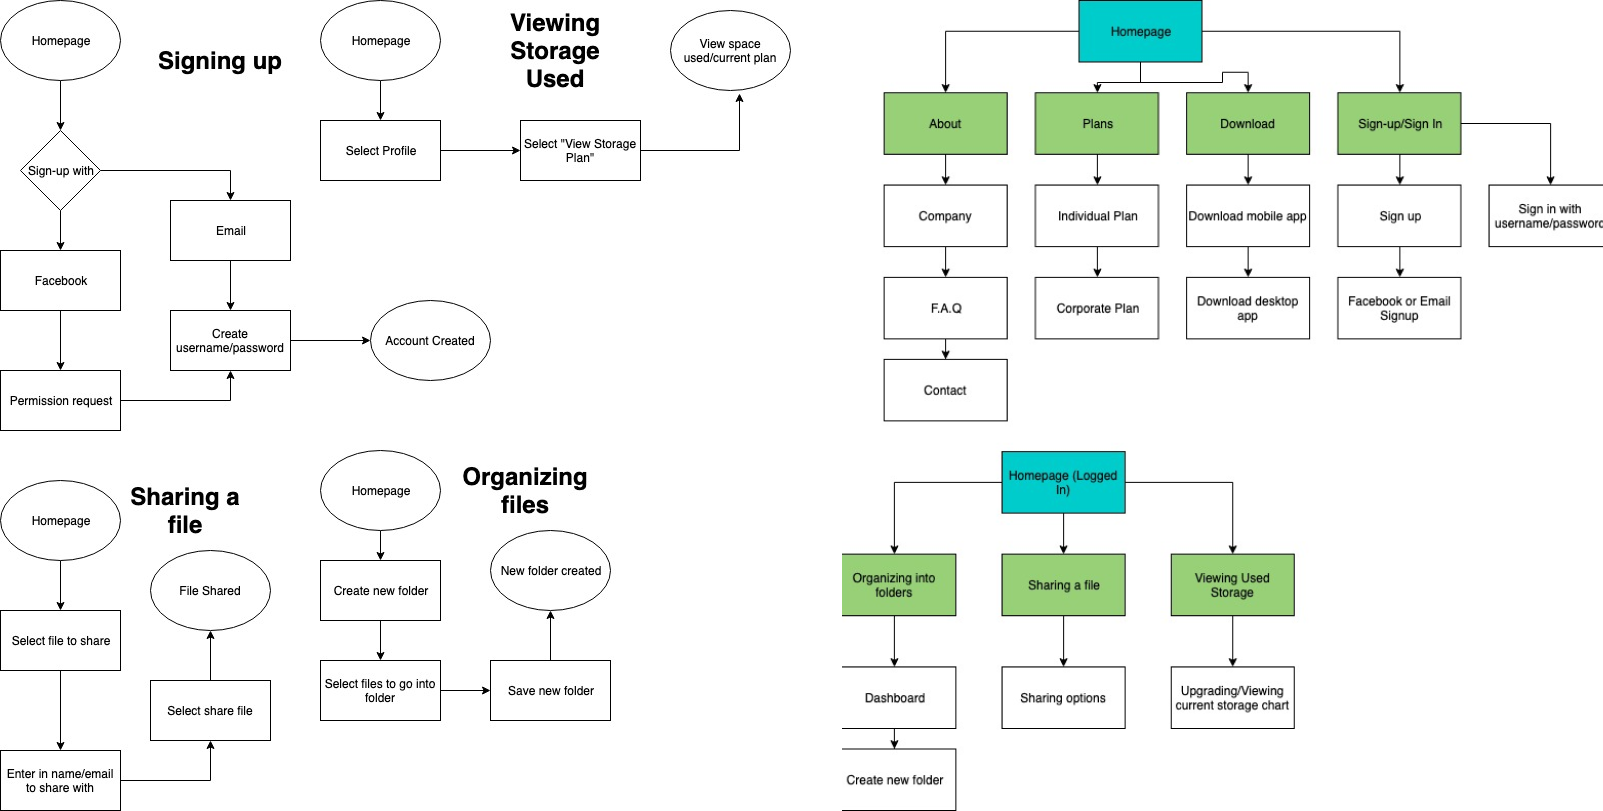 Homepage
Signing up
Sign-up with
Email
Facebook
Create
username/password
Account Created
Permission request
Homepage
Viewing
Storage
Used
View space
used/current plan
Select Profile
Select "View Storage
Plan"
Homepage
About
Plans
Download
Sign-up/Sign In
Company
Individual Plan
Download mobile app
Sign up
Sign in with
username/password
F.A.Q
Corporate Plan
Download desktop
app
Facebook or Email
Signup
Contact
Homepage
Sharing a
file
File Shared
Select file to share
Select share file
Enter in name/email
to share with
Homepage
Organizing
files
New folder created
Create new folder
Select files to go into
folder
Save new folder
Homepage (Logged
In)
Organizing into
folders
Sharing a file
Viewing Used
Storage
Dashboard
Sharing options
Upgrading/Viewing
current storage chart
Create new folder